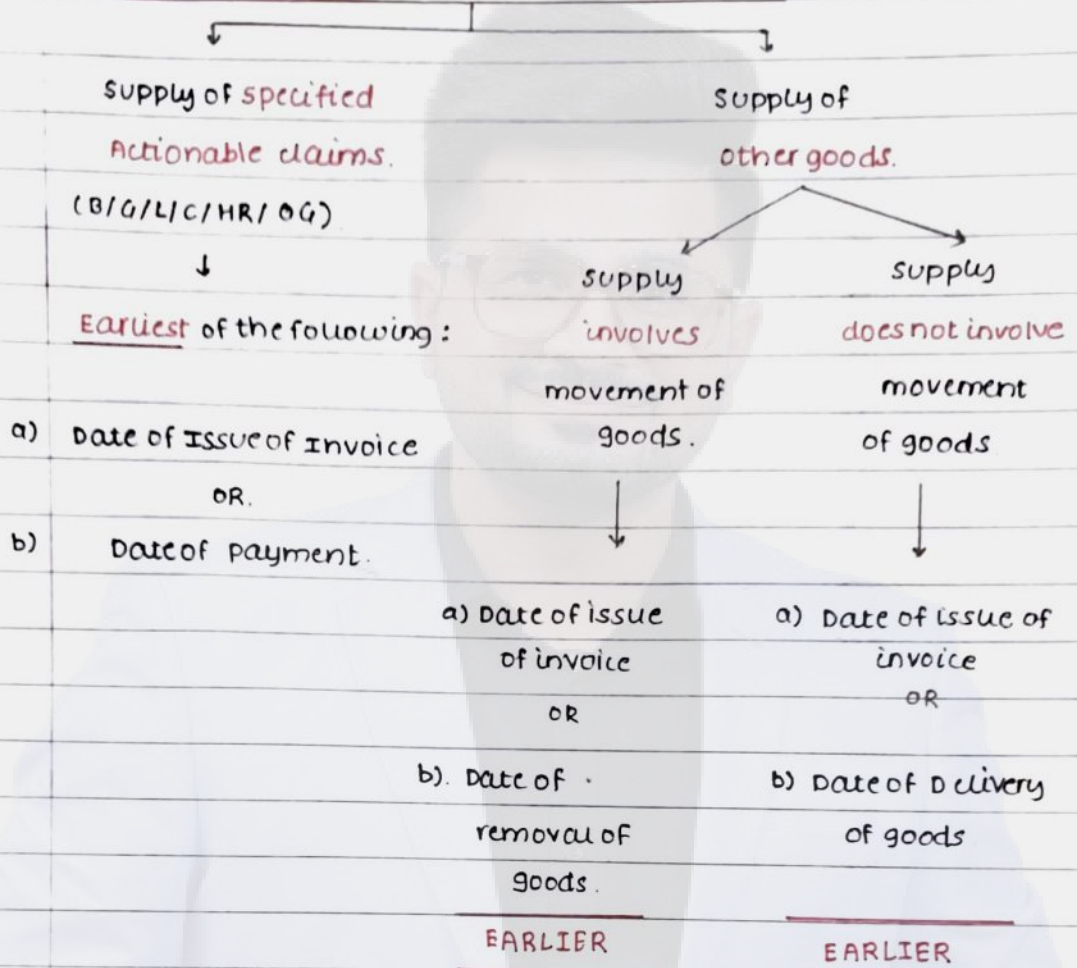 Supply of specified
Actionable claims.
(B/G/L/C/HR/OG)
Earliest of the following:
a) Date of Issue of Invoice
OR.
b) Date of payment.
Supply of
other goods.
supply
involves
movement of
goods.
a) Date of issue
of invoice
OR
b). Date of
removal of
goods.
EARLIER
supply
does not involve
movement
of goods
a) Date of issue of
invoice
OR
b) Date of Delivery
of goods
EARLIER